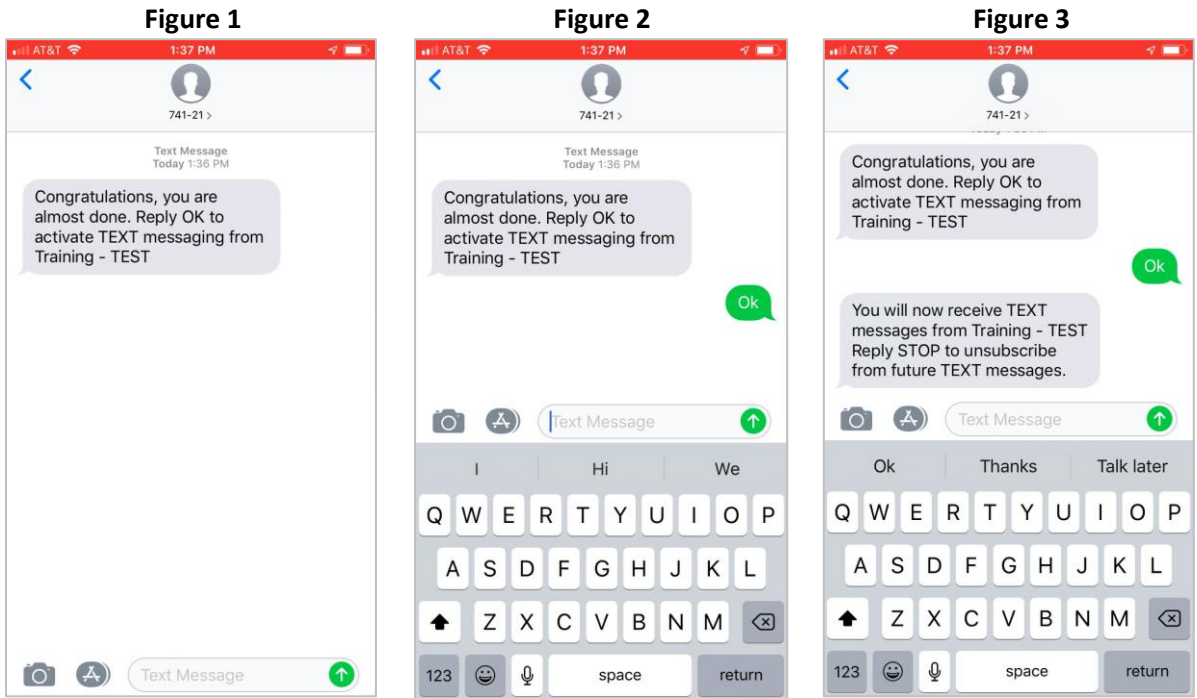 Figure 1
AT&T 1:37 PM
741-21 >
Text Message
Today 1:36 PM
Congratulations, you are
almost done. Reply OK to
activate TEXT messaging from
Training - TEST
Text Message
Figure 2
AT&T 1:37 PM
741-21 >
Text Message
Today 1:36 PM
Congratulations, you are
almost done. Reply OK to
activate TEXT messaging from
Training - TEST
Ok
Text Message
I Hi We
Q W E R T Y U I O P
A S D F G H J K L
Z X C V B N M
123 space return
Figure 3
AT&T 1:37 PM
741-21 >
Congratulations, you are
almost done. Reply OK to
activate TEXT messaging from
Training - TEST
Ok
You will now receive TEXT
messages from Training - TEST
Reply STOP to unsubscribe
from future TEXT messages.
Text Message
Ok Thanks Talk later
Q W E R T Y U I O P
A S D F G H J K L
Z X C V B N M
123 space return